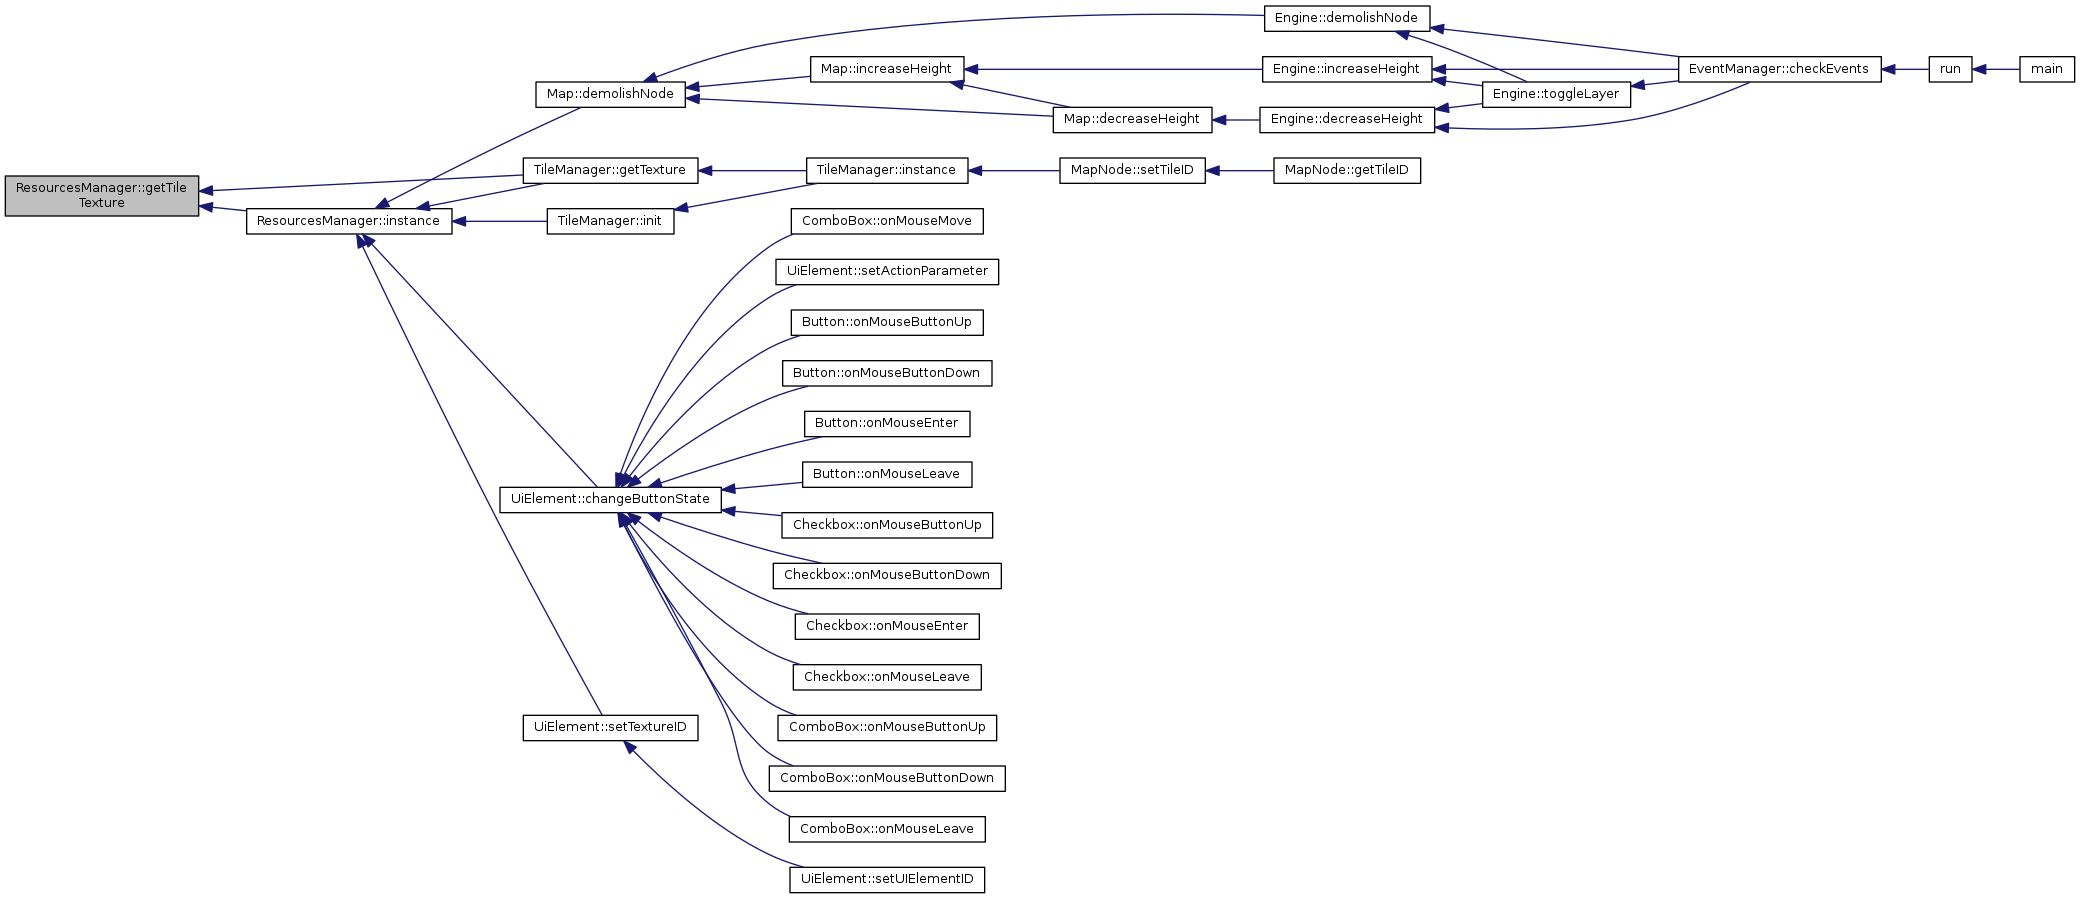 Engine::demolishNode
Map::increaseHeight
Engine::increaseHeight
EventManager::checkEvents
run
main
Map::demolishNode
Engine::toggleLayer
Map::decreaseHeight
Engine::decreaseHeight
TileManager::getTexture
TileManager::instance
MapNode::setTileID
MapNode::getTileID
ResourcesManager::getTile
Texture
ResourcesManager::instance
TileManager::init
ComboBox::onMouseMove
UiElement::setActionParameter
Button::onMouseButtonUp
Button::onMouseButtonDown
Button::onMouseEnter
Button::onMouseLeave
UiElement::changeButtonState
Checkbox::onMouseButtonUp
Checkbox::onMouseButtonDown
Checkbox::onMouseEnter
Checkbox::onMouseLeave
UiElement::setTextureID
ComboBox::onMouseButtonUp
ComboBox::onMouseButtonDown
ComboBox::onMouseLeave
UiElement::setUIElementID